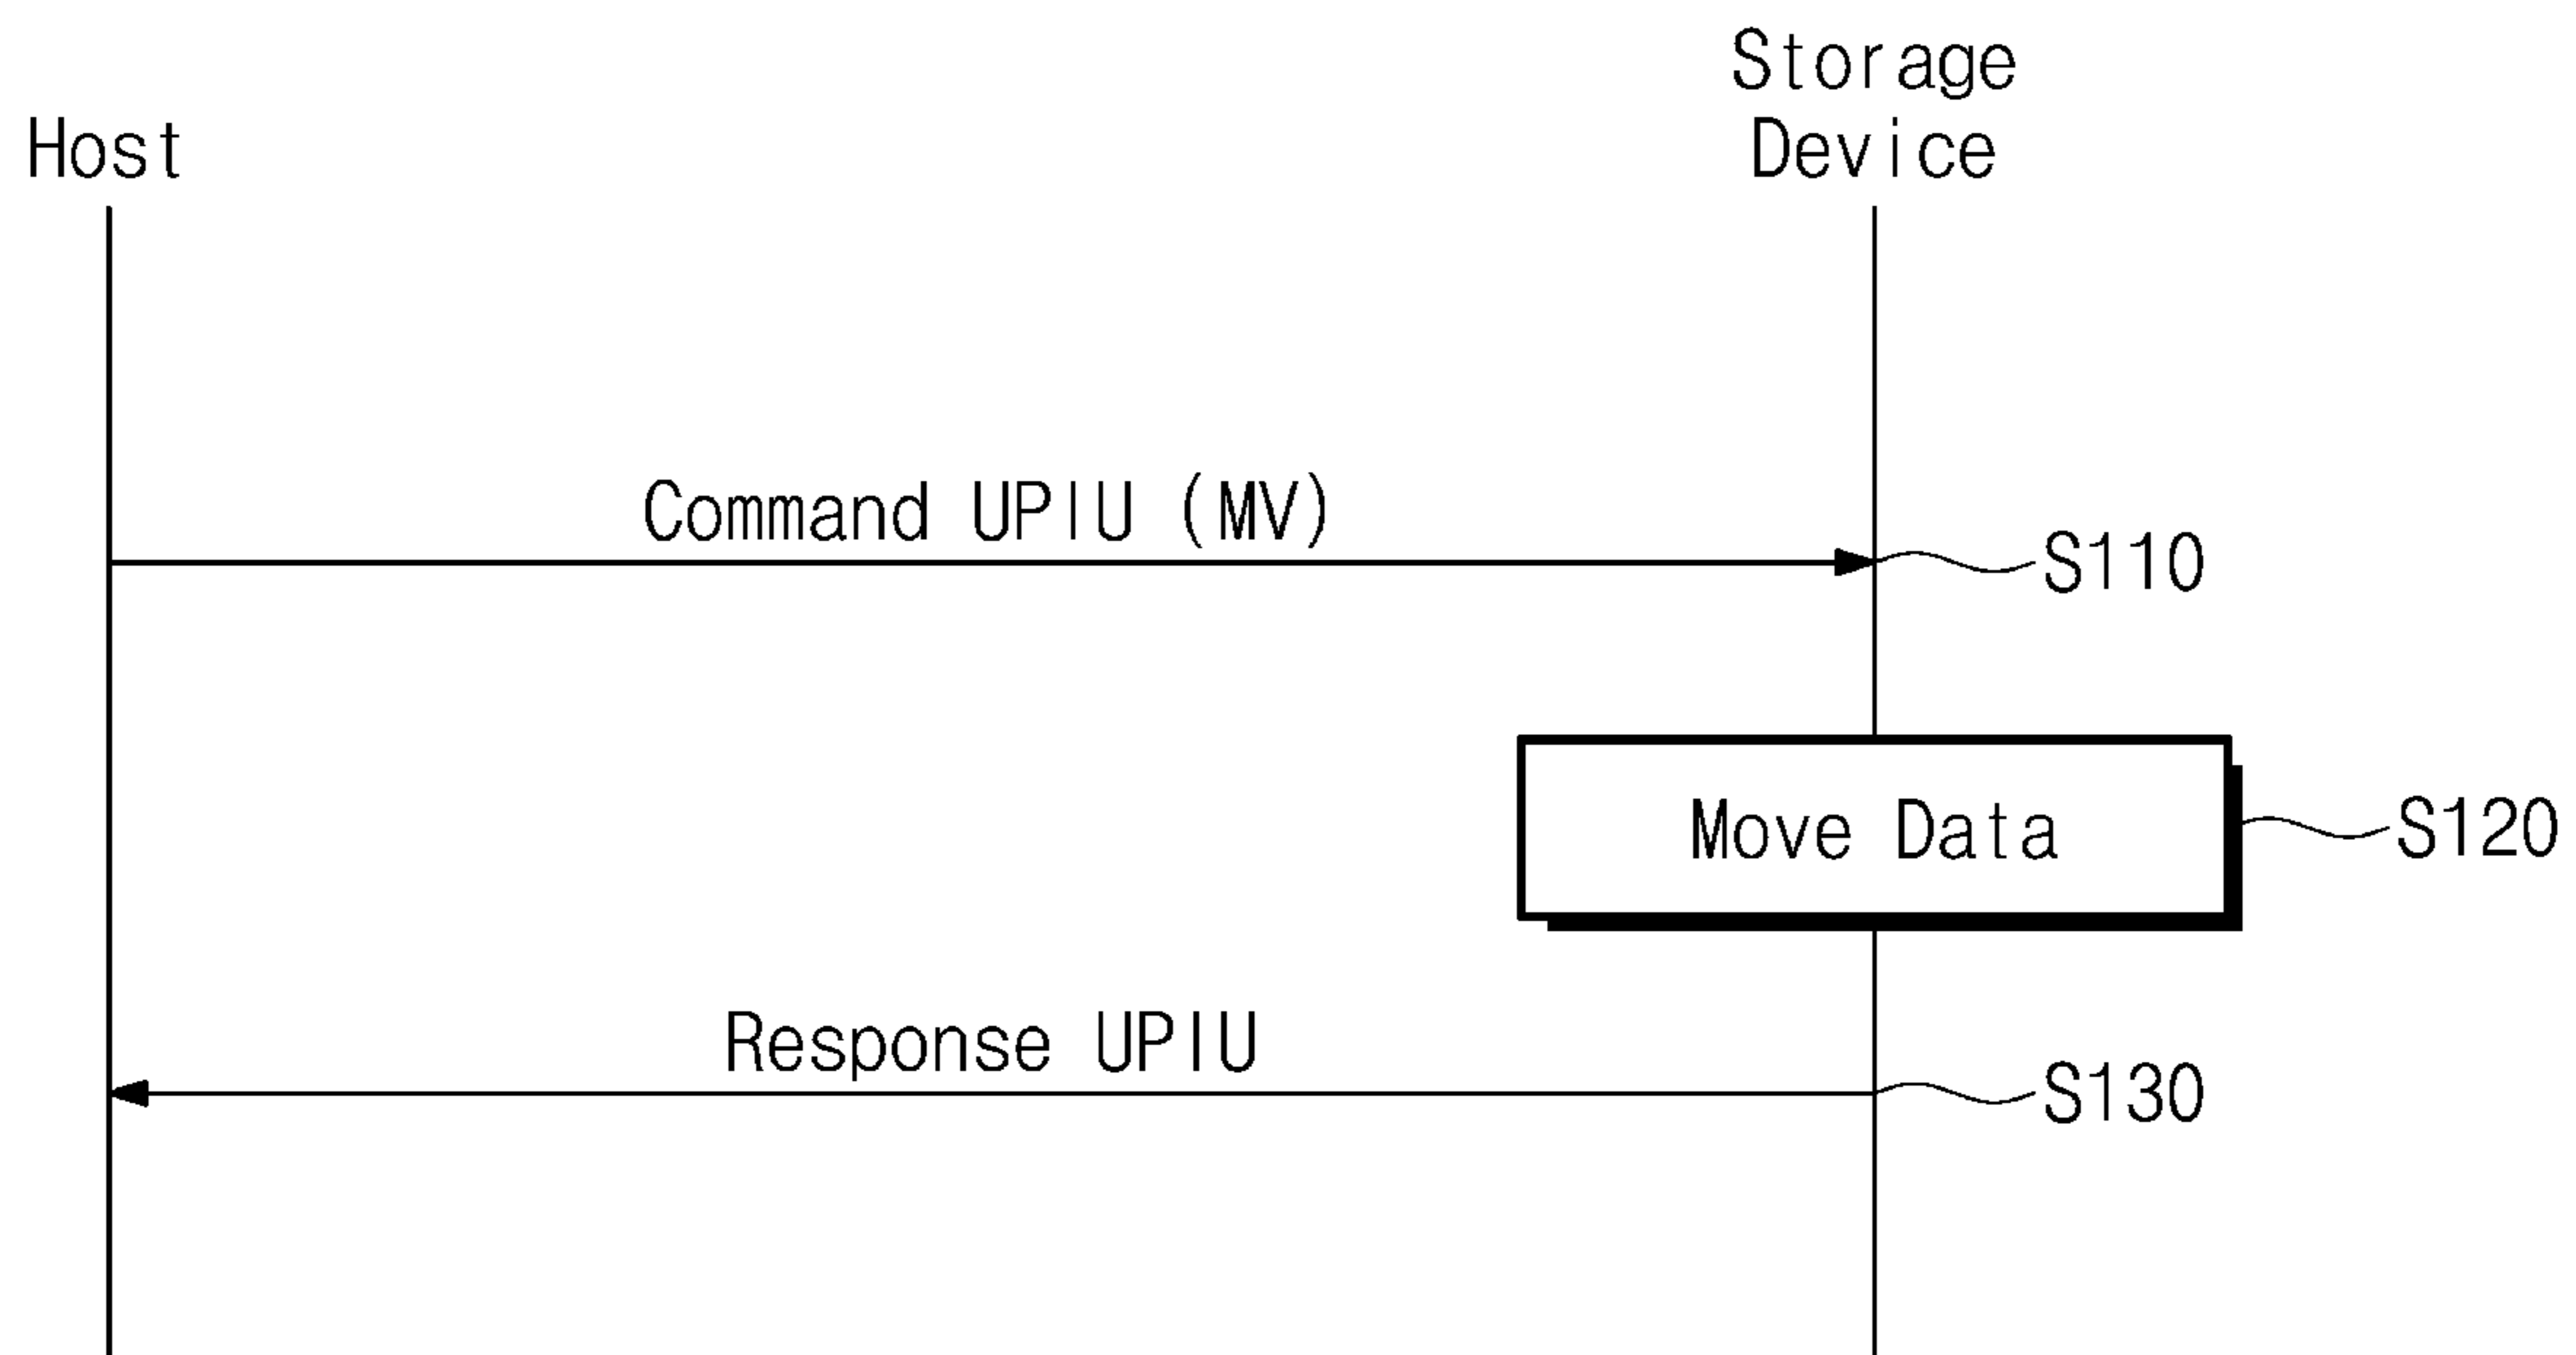 Host
Storage
Device
Command UPIU (MV)
S110
Move Data
S120
Response UPIU
S130